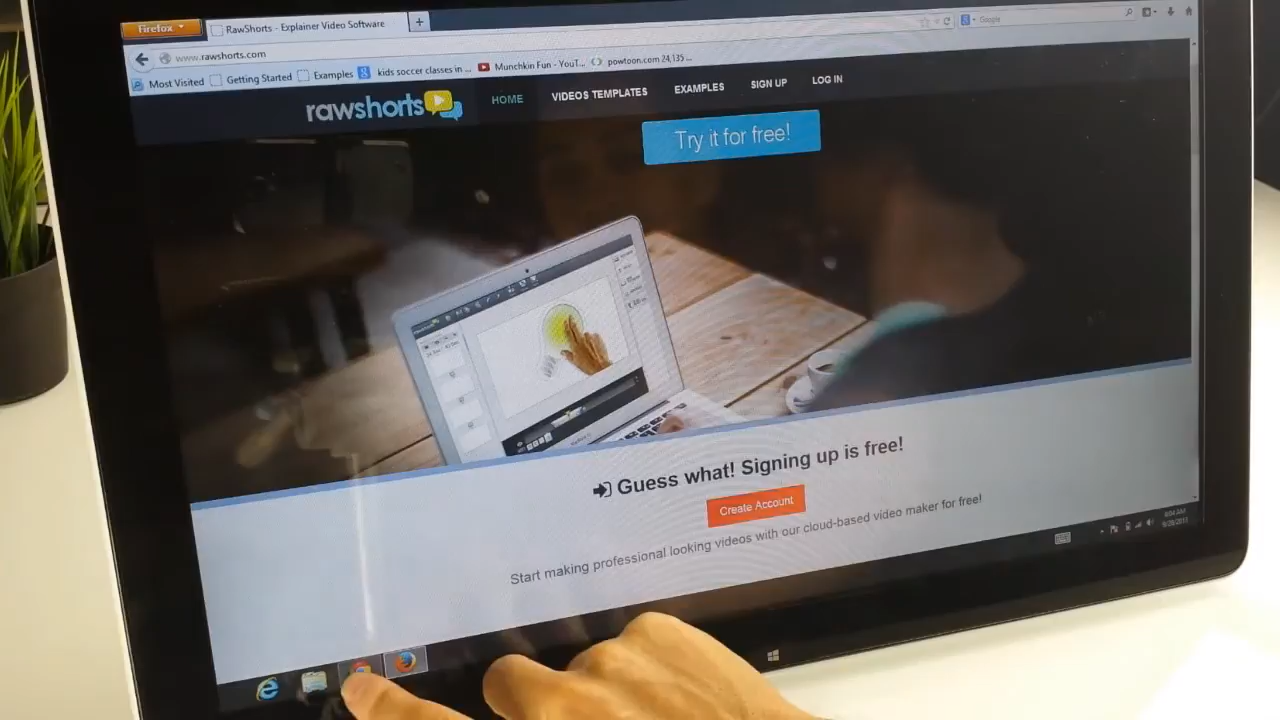 Firefox
RawShorts - Explainer Video Software
+
www.rawshorts.com
Google
Most Visited Getting Started Examples kids soccer classes in ... Munchkin Fun - YouT... powtoon.com 24,135 ...
rawshorts HOME VIDEOS TEMPLATES EXAMPLES SIGN UP LOG IN
Try it for free!
Guess what! Signing up is free!
Create Account
Start making professional looking videos with our cloud-based video maker for free!